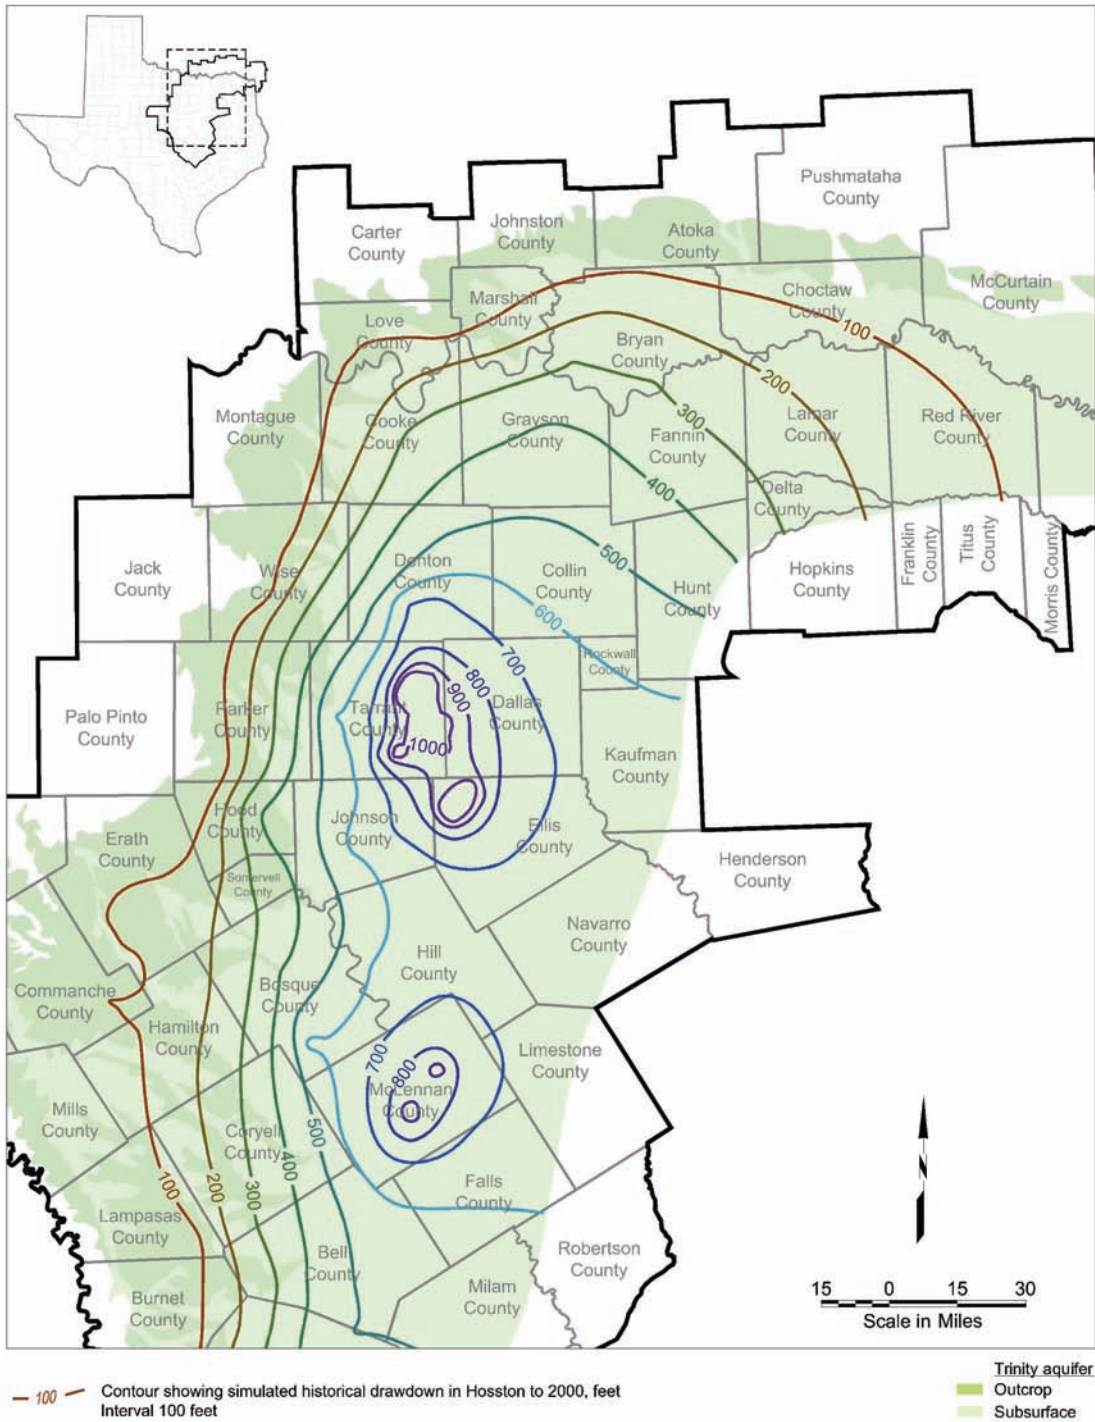 Pushmataha
County
Johnston
County
Atoka
County
Carter
County
McCurtain
County
Marshall
County
Choctaw
County
Love
County
100
Bryan
County
200
Montague
County
Cooke
County
Grayson
County
300
Fannin
County
Lamar
County
Red River
County
400
Delta
County
500
Jack
County
Wise
County
Denton
County
Collin
County
Hunt
County
Hopkins
County
Franklin
County
Titus
County
Morris County
600
700
Rockwall
County
800
900
Palo Pinto
County
Parker
County
Tarrant
County
Dallas
County
1000
Kaufman
County
Erath
County
Hood
County
Johnson
County
Ellis
County
Somervell
County
Henderson
County
Navarro
County
Hill
County
Commanche
County
Bosque
County
Hamilton
County
Limestone
County
700
800
McLennan
County
Mills
County
Coryell
County
500
400
300
200
100
Falls
County
Lampasas
County
Bell
County
Robertson
County
Milam
County
Burnet
County
N
15 0 15 30
Scale in Miles
100 Contour showing simulated historical drawdown in Hosston to 2000, feet
Interval 100 feet
Trinity aquifer
Outcrop
Subsurface